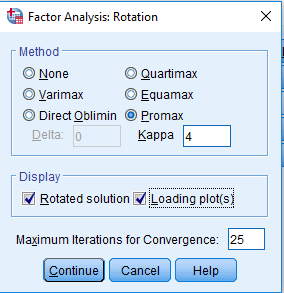 Factor Analysis: Rotation
Method
None Quartimax
Varimax Equamax
Direct Oblimin Promax
Delta: 0 Kappa 4
Display
Rotated solution Loading plot(s)
Maximum Iterations for Convergence: 25
Continue Cancel Help